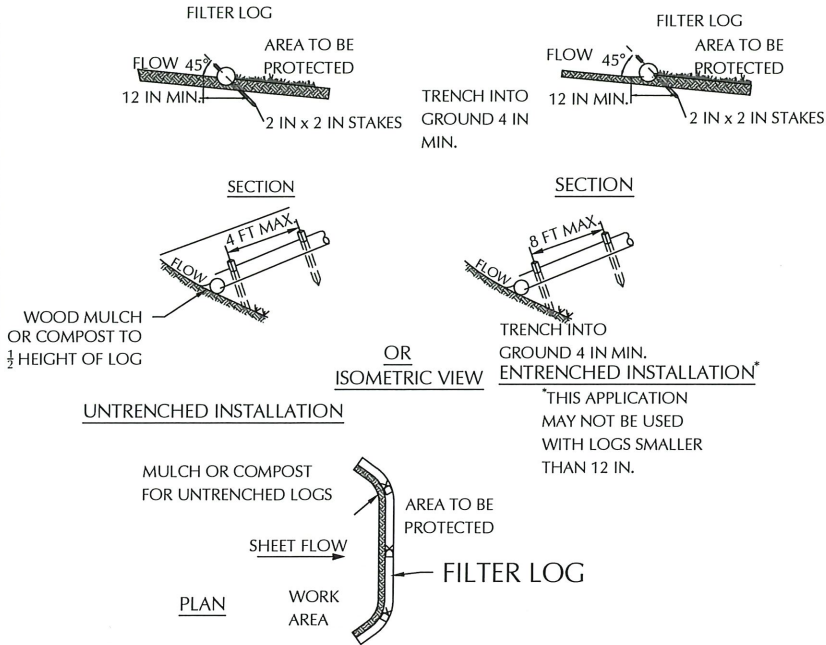 FILTER LOG
FLOW 45°
AREA TO BE
PROTECTED
12 IN MIN.
2 IN x 2 IN STAKES
SECTION
FILTER LOG
FLOW 45°
AREA TO BE
PROTECTED
TRENCH INTO
GROUND 4 IN
MIN.
12 IN MIN.
2 IN x 2 IN STAKES
SECTION
4 FT MAX.
FLOW
WOOD MULCH
OR COMPOST TO
½ HEIGHT OF LOG
8 FT MAX.
FLOW
TRENCH INTO
GROUND 4 IN MIN.
OR
ISOMETRIC VIEW
ENTRENCHED INSTALLATION*
*THIS APPLICATION
MAY NOT BE USED
WITH LOGS SMALLER
THAN 12 IN.
UNTRENCHED INSTALLATION
MULCH OR COMPOST
FOR UNTRENCHED LOGS
AREA TO BE
PROTECTED
SHEET FLOW
FILTER LOG
PLAN
WORK
AREA